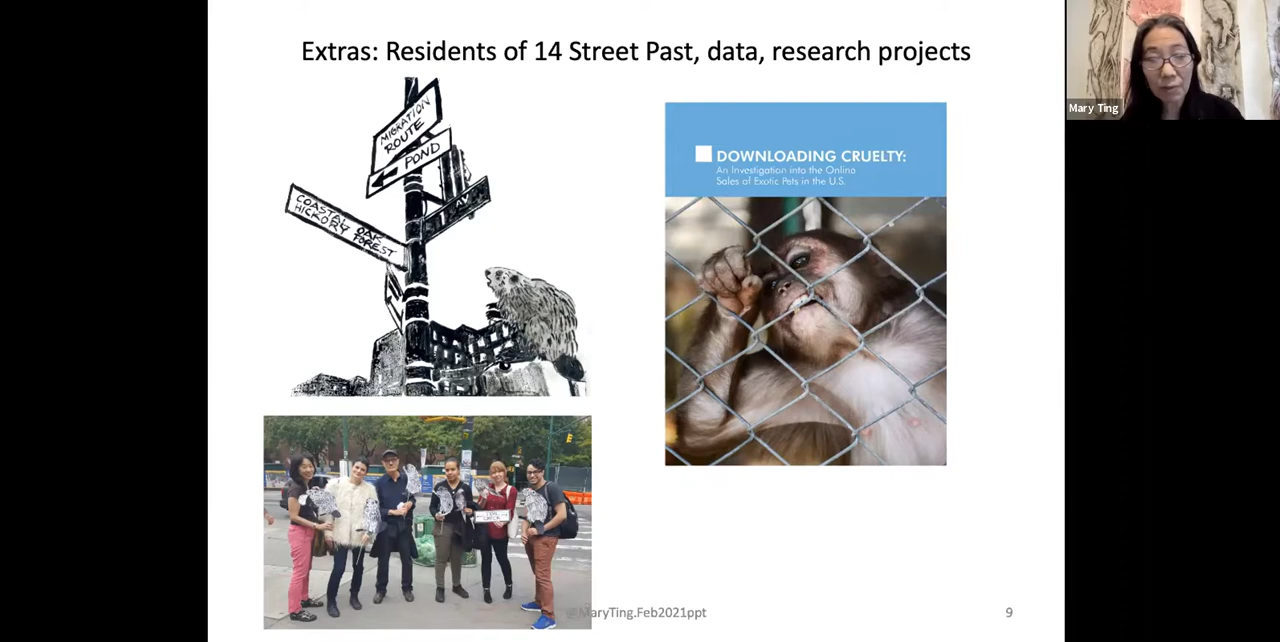 Extras: Residents of 14 Street Past, data, research projects
MIGRATION
ROUTE
POND
COASTAL OAK
HICKORY FOREST
DOWNLOADING CRUELTY:
An Investigation into the Online
Sales of Exotic Pets in the U.S.
@MaryTing.Feb2021ppt
9
Mary Ting